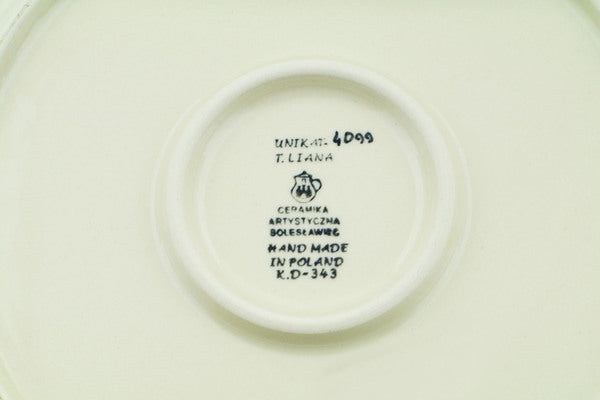 UNIKAT- 4099
T. LIANA
CERAMIKA
ARTYSTYCZNA
BOLESŁAWIEC
HAND MADE
IN POLAND
K.D-343